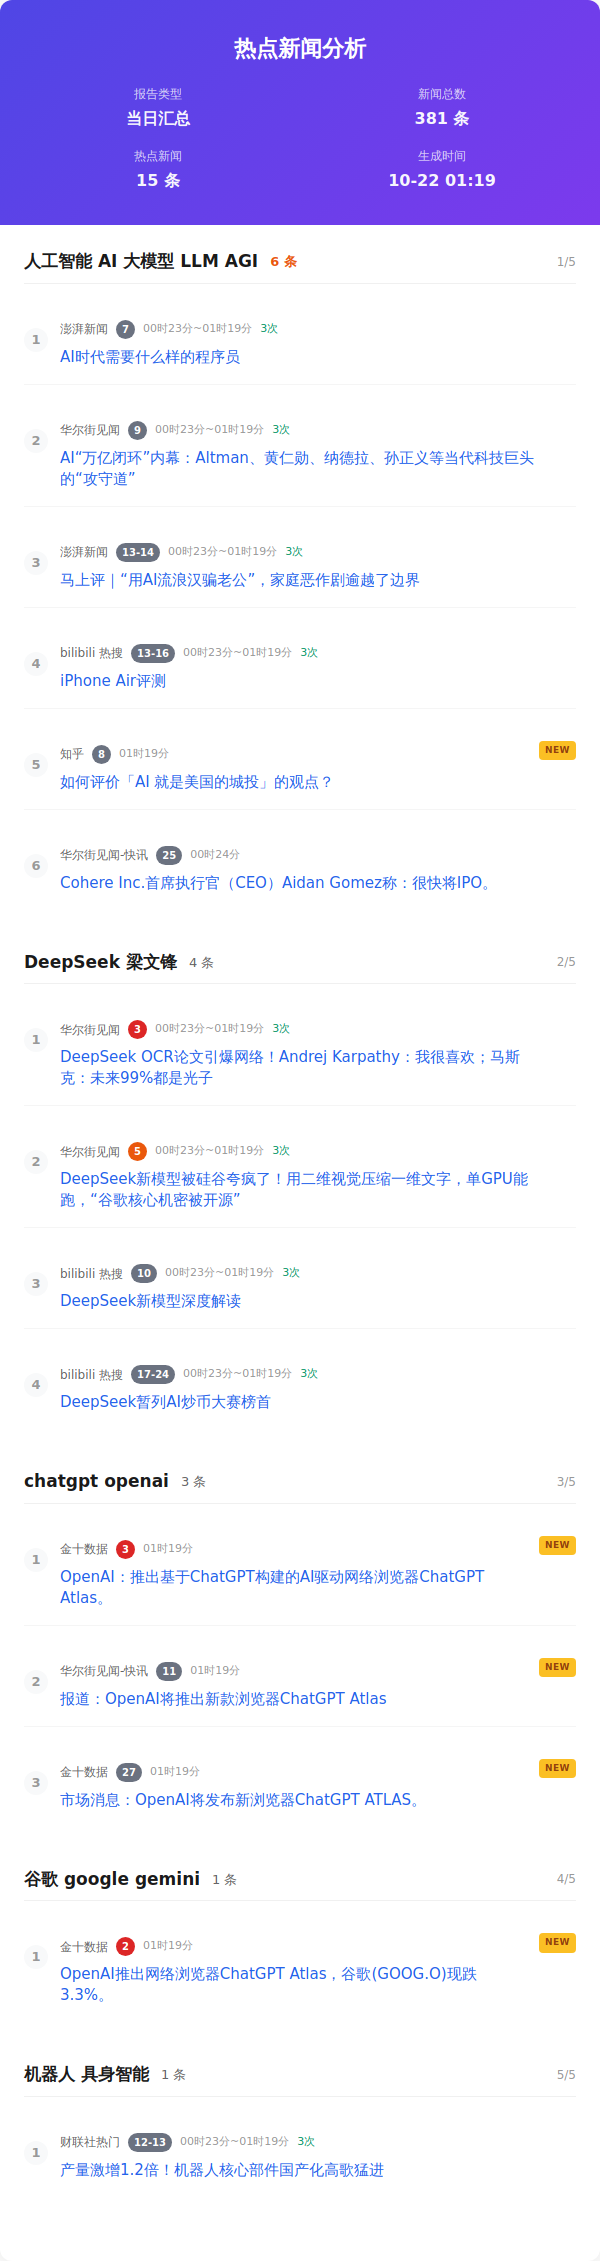 热点新闻分析
报告类型
新闻总数
当日汇总
381 条
热点新闻
生成时间
15 条
10-22 01:19
人工智能 AI 大模型 LLM AGI 6 条 1/5
1
澎湃新闻 7 00时23分~01时19分 3次
AI时代需要什么样的程序员
2
华尔街见闻 9 00时23分~01时19分 3次
AI“万亿闭环”内幕：Altman、黄仁勋、纳德拉、孙正义等当代科技巨头
的“攻守道”
3
澎湃新闻 13-14 00时23分~01时19分 3次
马上评｜“用AI流浪汉骗老公”，家庭恶作剧逾越了边界
4
bilibili 热搜 13-16 00时23分~01时19分 3次
iPhone Air评测
5
知乎 8 01时19分 NEW
如何评价「AI 就是美国的城投」的观点？
6
华尔街见闻-快讯 25 00时24分
Cohere Inc.首席执行官（CEO）Aidan Gomez称：很快将IPO。
DeepSeek 梁文锋 4 条 2/5
1
华尔街见闻 3 00时23分~01时19分 3次
DeepSeek OCR论文引爆网络！Andrej Karpathy：我很喜欢；马斯
克：未来99%都是光子
2
华尔街见闻 5 00时23分~01时19分 3次
DeepSeek新模型被硅谷夸疯了！用二维视觉压缩一维文字，单GPU能
跑，“谷歌核心机密被开源”
3
bilibili 热搜 10 00时23分~01时19分 3次
DeepSeek新模型深度解读
4
bilibili 热搜 17-24 00时23分~01时19分 3次
DeepSeek暂列AI炒币大赛榜首
chatgpt openai 3 条 3/5
1
金十数据 3 01时19分 NEW
OpenAI：推出基于ChatGPT构建的AI驱动网络浏览器ChatGPT
Atlas。
2
华尔街见闻-快讯 11 01时19分 NEW
报道：OpenAI将推出新款浏览器ChatGPT Atlas
3
金十数据 27 01时19分 NEW
市场消息：OpenAI将发布新浏览器ChatGPT ATLAS。
谷歌 google gemini 1 条 4/5
1
金十数据 2 01时19分 NEW
OpenAI推出网络浏览器ChatGPT Atlas，谷歌(GOOG.O)现跌
3.3%。
机器人 具身智能 1 条 5/5
1
财联社热门 12-13 00时23分~01时19分 3次
产量激增1.2倍！机器人核心部件国产化高歌猛进